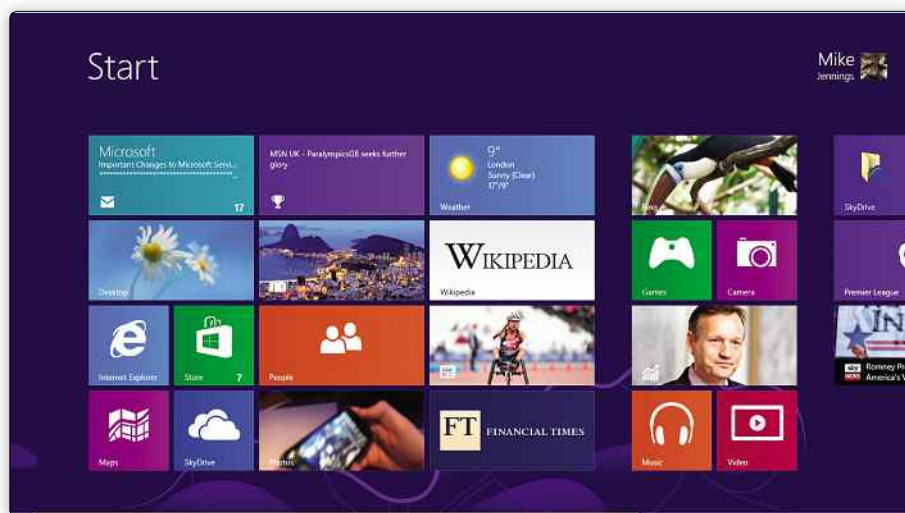 Start
Mike
Jennings
Microsoft
Important Changes to Microsoft Servi...
17
MSN UK - ParalympicsGB seeks further
glory
9°
London
Sunny (Clear)
17°/9°
Weather
SkyDrive
Desktop
WIKIPEDIA
Wikipedia
Games
Camera
Premier League
Internet Explorer
Store
7
People
sky
NEWS
Romney
America's
Maps
SkyDrive
Photos
FT
FINANCIAL TIMES
Music
Video